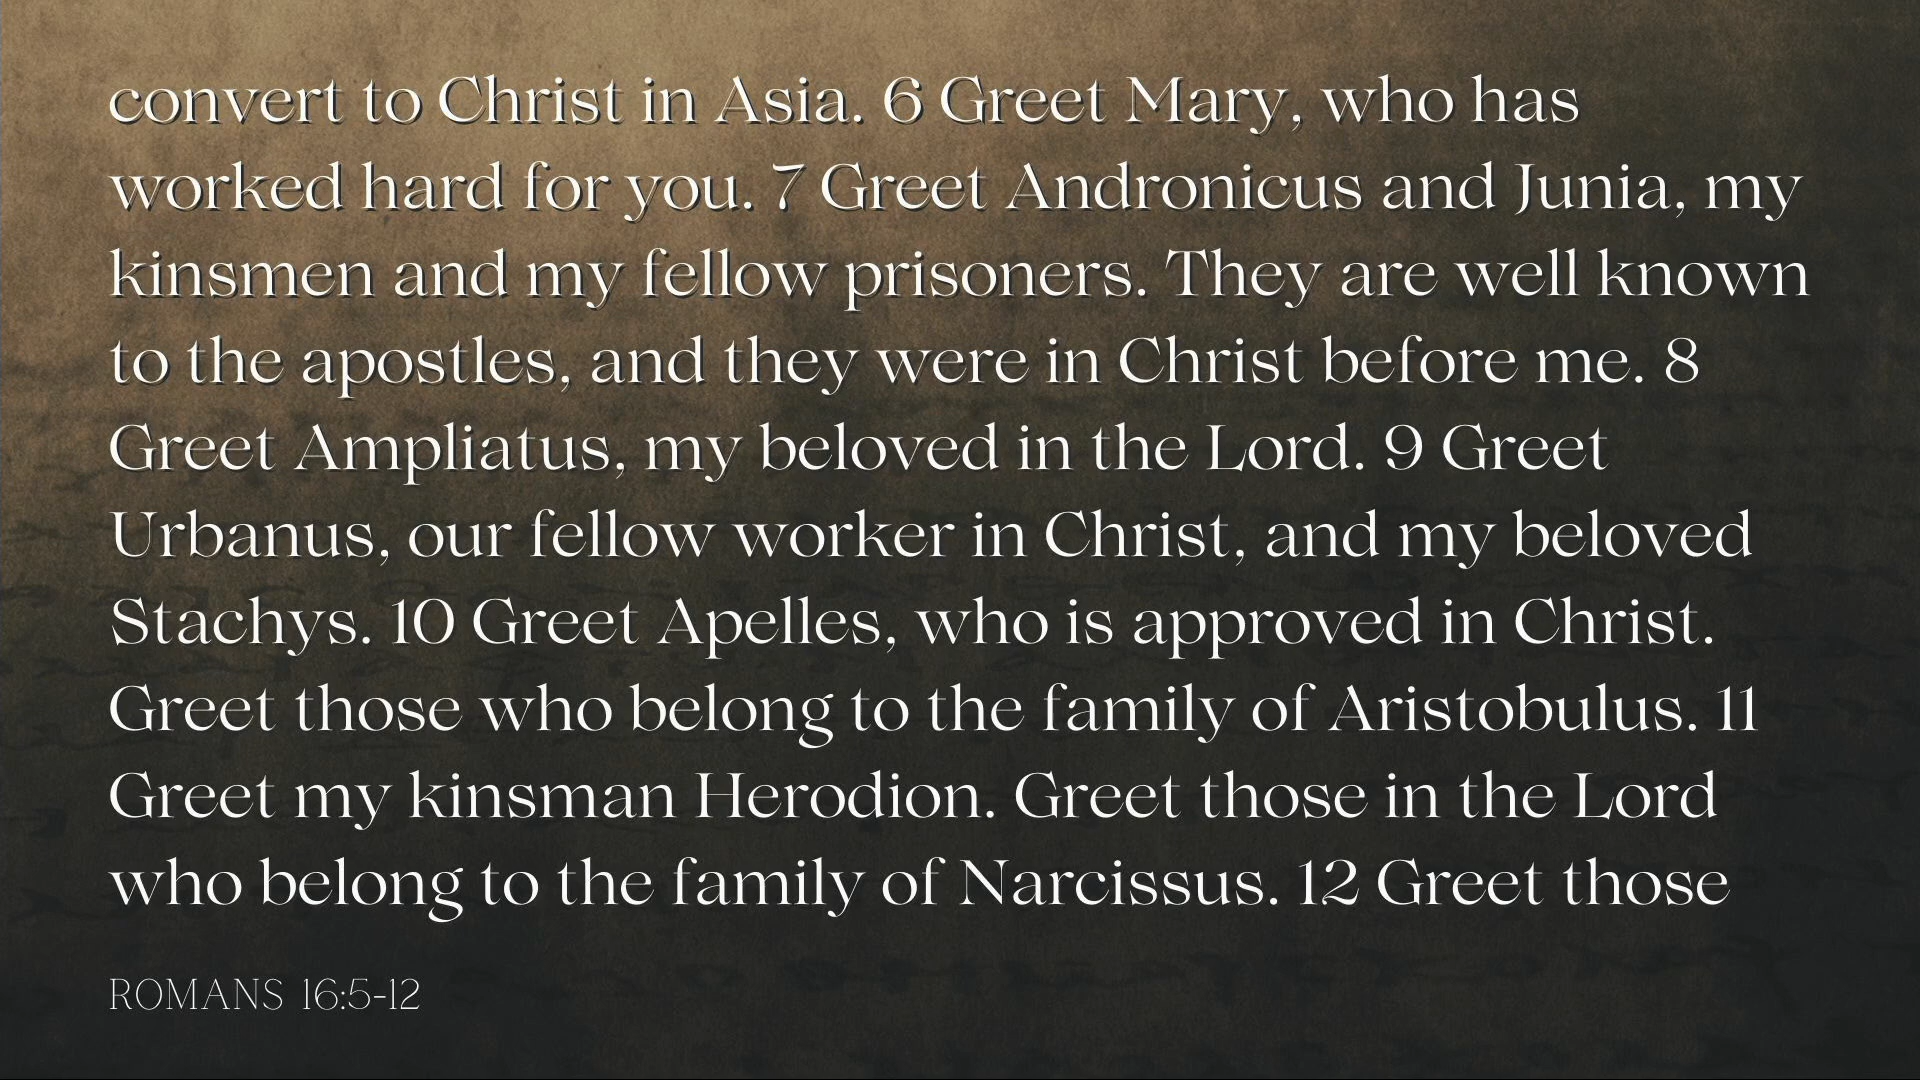 convert to Christ in Asia. 6 Greet Mary, who has
worked hard for you. 7 Greet Andronicus and Junia, my
kinsmen and my fellow prisoners. They are well known
to the apostles, and they were in Christ before me. 8
Greet Ampliatus, my beloved in the Lord. 9 Greet
Urbanus, our fellow worker in Christ, and my beloved
Stachys. 10 Greet Apelles, who is approved in Christ.
Greet those who belong to the family of Aristobulus. 11
Greet my kinsman Herodion. Greet those in the Lord
who belong to the family of Narcissus. 12 Greet those
ROMANS 16:5-12